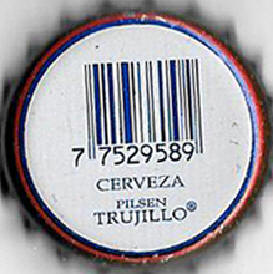 7 7529589
CERVEZA
PILSEN
TRUJILLO®